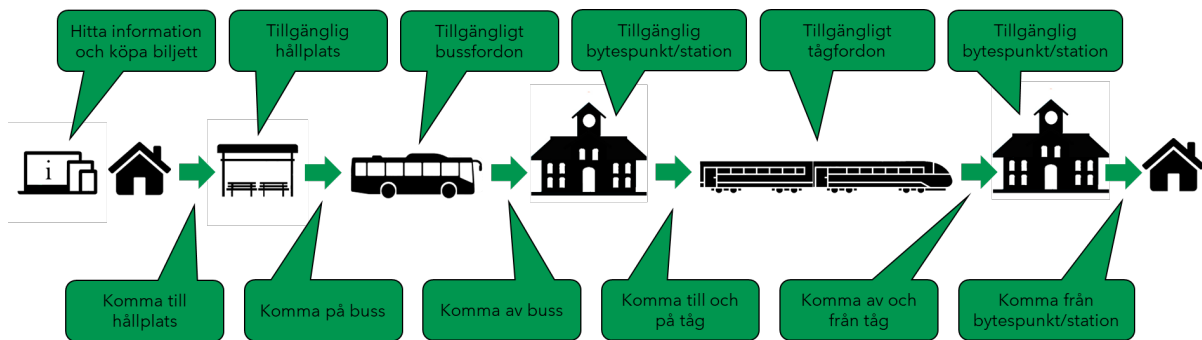 Hitta information
och köpa biljett
Tillgänglig
hållplats
Tillgängligt
bussfordon
Tillgänglig
bytespunkt/station
Tillgängligt
tågfordon
Tillgänglig
bytespunkt/station
i
Komma till
hållplats
Komma på buss
Komma av buss
Komma till och
på tåg
Komma av och
från tåg
Komma från
bytespunkt/station